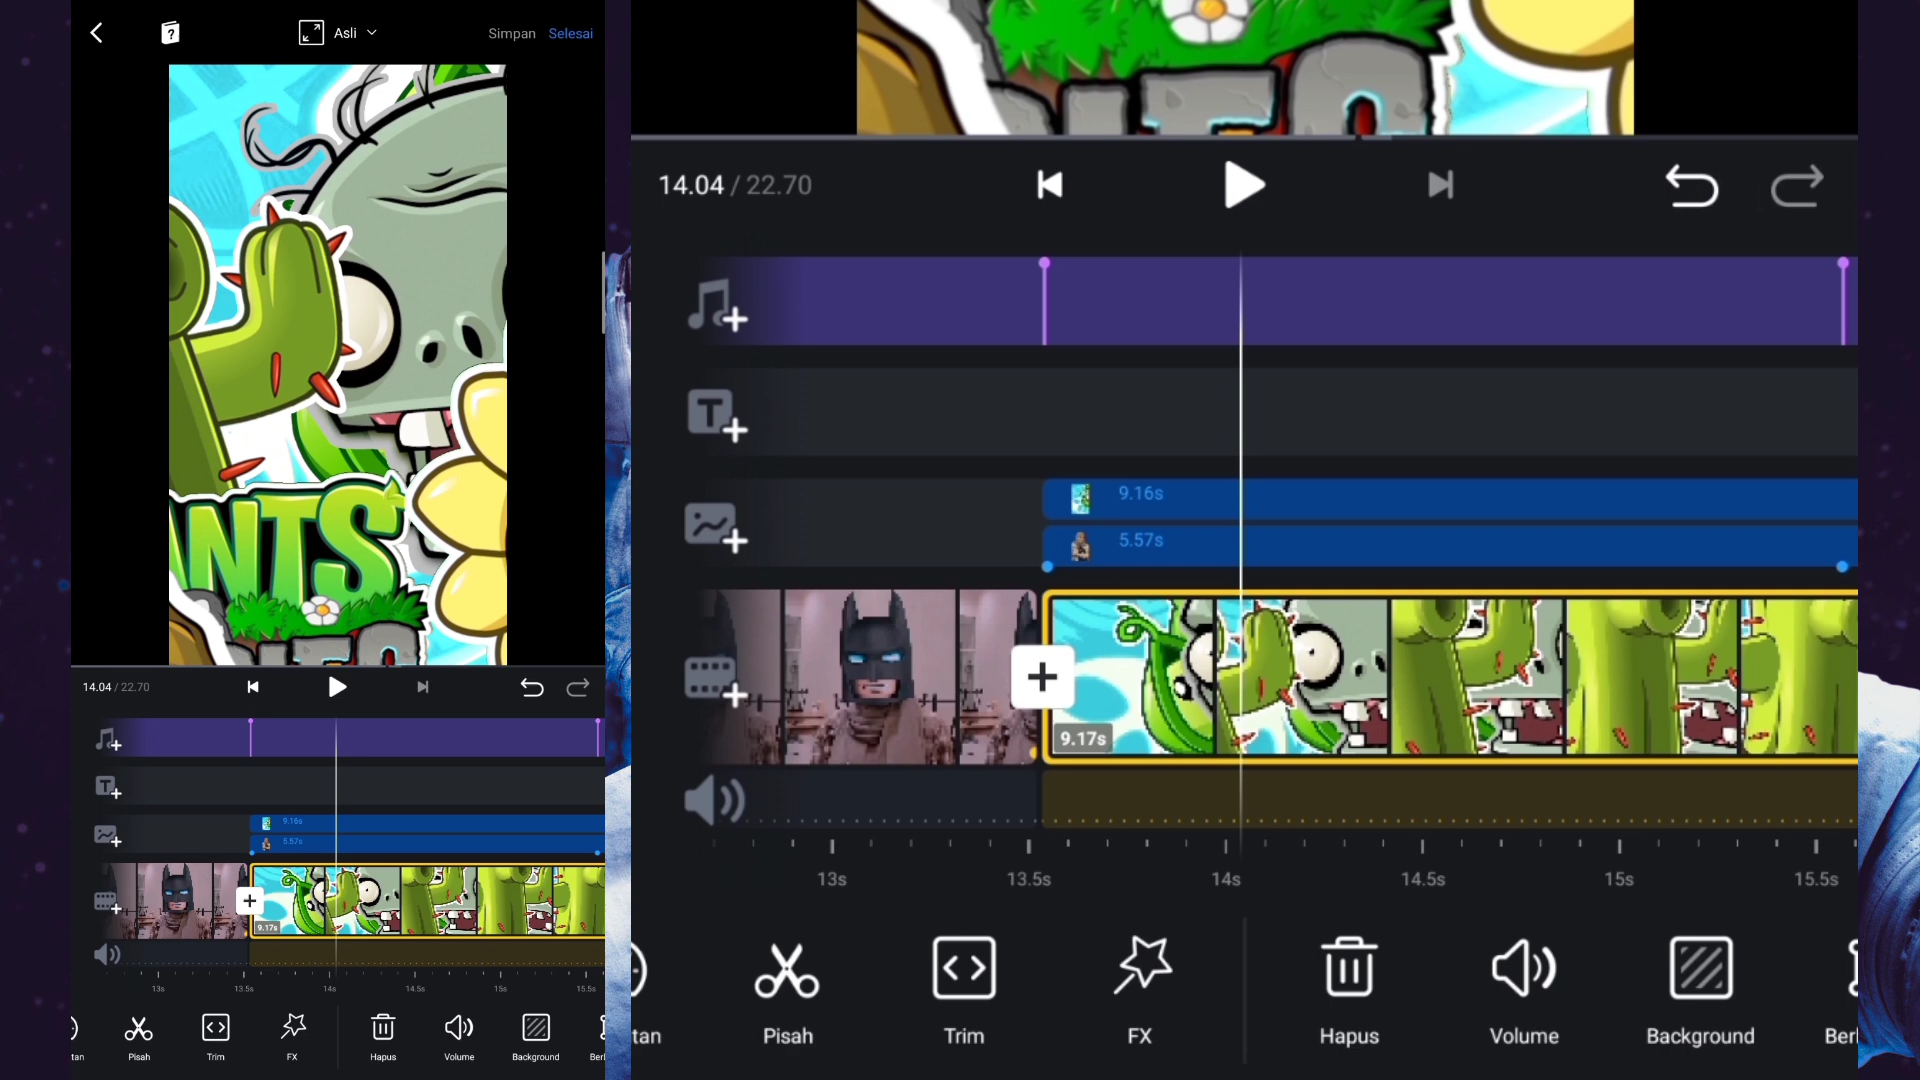 Asli
Simpan
Selesai
ANTS
14.04 / 22.70
9.16s
5.57s
9.17s
13s
13.5s
14s
14.5s
15s
15.5s
tan
Pisah
Trim
FX
Hapus
Volume
Background
Ber
14.04 / 22.70
9.16s
5.57s
9.17s
13s
13.5s
14s
14.5s
15s
15.5s
tan
Pisah
Trim
FX
Hapus
Volume
Background
Ber